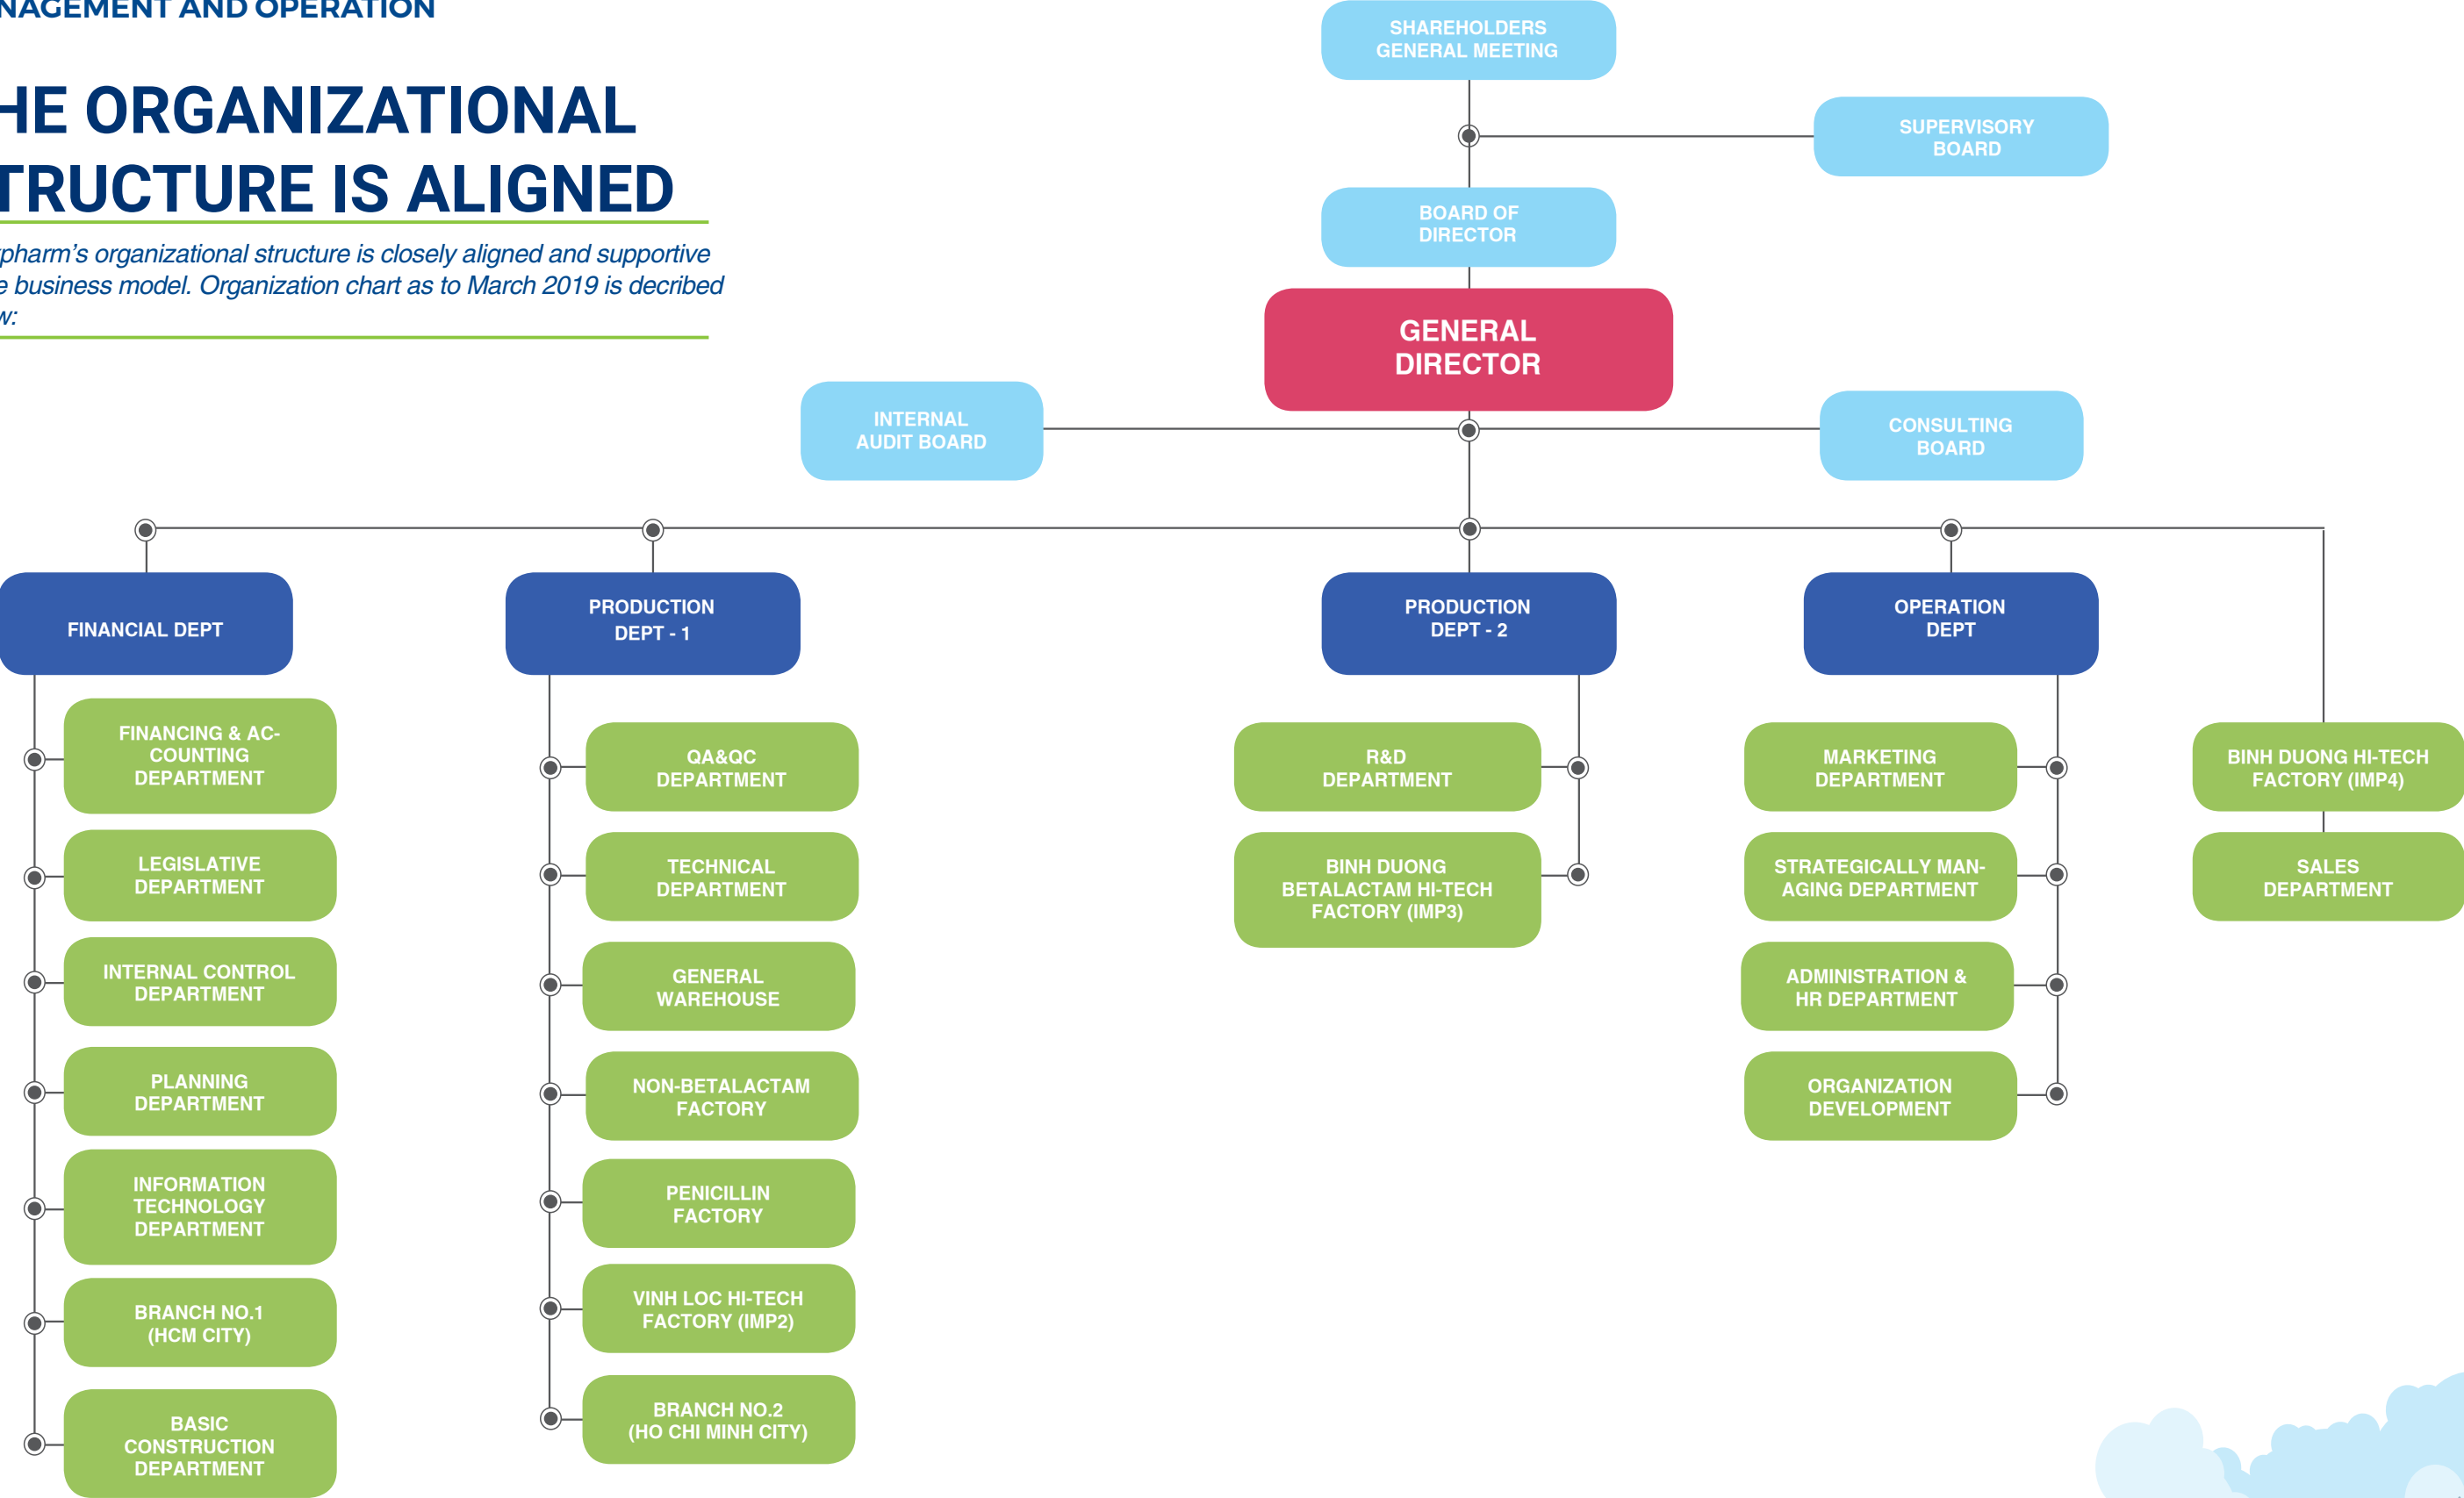 NAGEMENT AND OPERATION
HE ORGANIZATIONAL
TRUCTURE IS ALIGNED
pharm's organizational structure is closely aligned and supportive
e business model. Organization chart as to March 2019 is decribed
w:
SHAREHOLDERS
GENERAL MEETING
SUPERVISORY
BOARD
BOARD OF
DIRECTOR
GENERAL
DIRECTOR
INTERNAL
AUDIT BOARD
CONSULTING
BOARD
FINANCIAL DEPT
FINANCING & AC-
COUNTING
DEPARTMENT
LEGISLATIVE
DEPARTMENT
INTERNAL CONTROL
DEPARTMENT
PLANNING
DEPARTMENT
INFORMATION
TECHNOLOGY
DEPARTMENT
BRANCH NO.1
(HCM CITY)
BASIC
CONSTRUCTION
DEPARTMENT
PRODUCTION
DEPT - 1
QA&QC
DEPARTMENT
TECHNICAL
DEPARTMENT
GENERAL
WAREHOUSE
NON-BETALACTAM
FACTORY
PENICILLIN
FACTORY
VINH LOC HI-TECH
FACTORY (IMP2)
BRANCH NO.2
(HO CHI MINH CITY)
PRODUCTION
DEPT - 2
R&D
DEPARTMENT
BINH DUONG
BETALACTAM HI-TECH
FACTORY (IMP3)
OPERATION
DEPT
MARKETING
DEPARTMENT
STRATEGICALLY MAN-
AGING DEPARTMENT
ADMINISTRATION &
HR DEPARTMENT
ORGANIZATION
DEVELOPMENT
BINH DUONG HI-TECH
FACTORY (IMP4)
SALES
DEPARTMENT